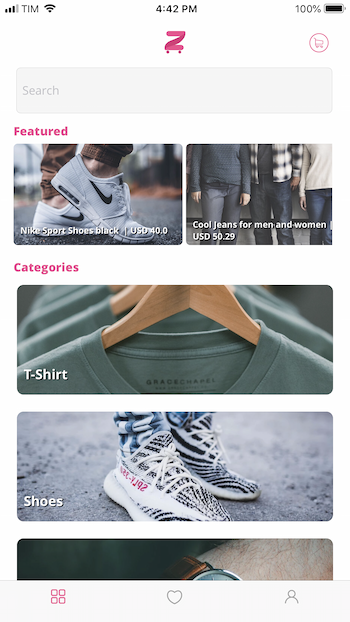 TIM 4:42 PM 100%
Z
Search
Featured
Nike Sport Shoes black | USD 40.0
Cool Jeans for men and women |
USD 50.29
Categories
GRACECHAPEL
T-Shirt
SPLY-350
Shoes